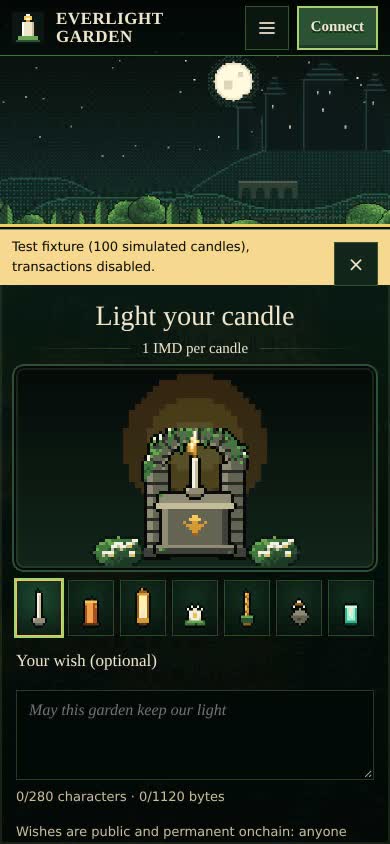 EVERLIGHT
GARDEN
Connect
Test fixture (100 simulated candles),
transactions disabled.
Light your candle
1 IMD per candle
Your wish (optional)
May this garden keep our light
0/280 characters · 0/1120 bytes
Wishes are public and permanent onchain: anyone